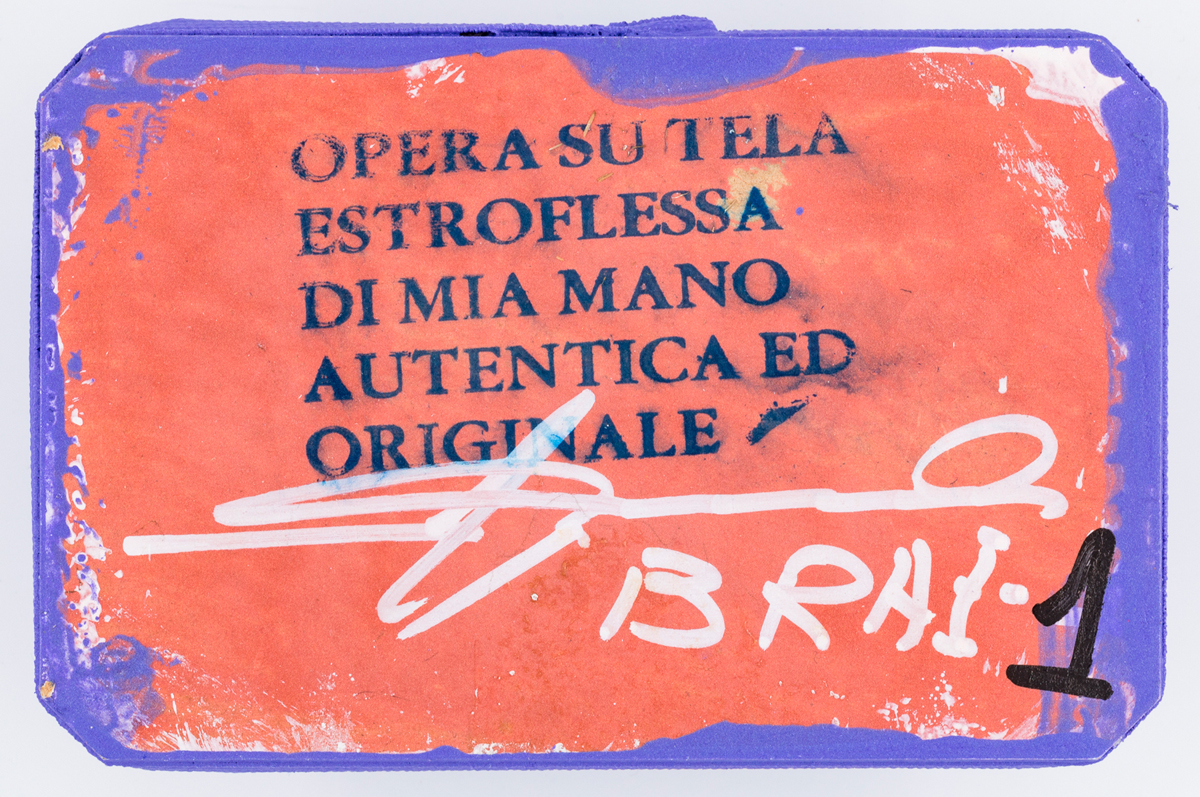 OPERA SU TELA
ESTROFLESSA
DI MIA MANO
AUTENTICA ED
ORIGINALE
BRAI-1